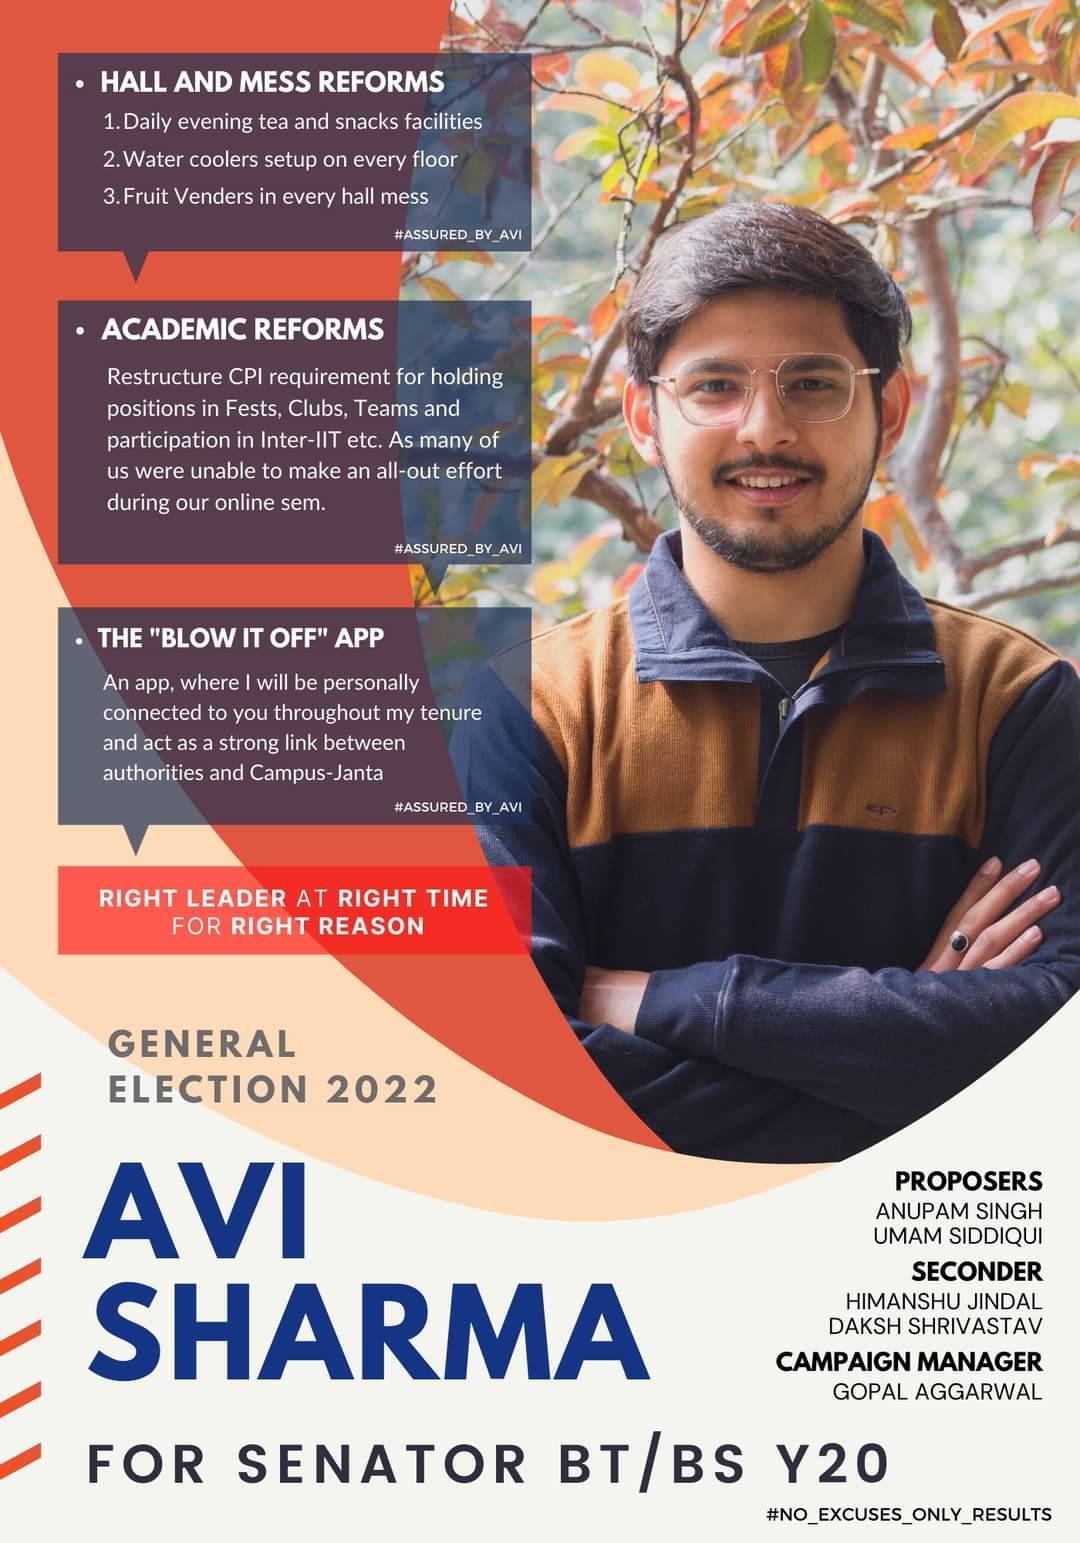 • HALL AND MESS REFORMS
1. Daily evening tea and snacks facilities
2. Water coolers setup on every floor
3. Fruit Venders in every hall mess
#ASSURED_BY_AVI
• ACADEMIC REFORMS
Restructure CPI requirement for holding
positions in Fests, Clubs, Teams and
participation in Inter-IIT etc. As many of
us were unable to make an all-out effort
during our online sem.
#ASSURED_BY_AVI
• THE "BLOW IT OFF" APP
An app, where I will be personally
connected to you throughout my tenure
and act as a strong link between
authorities and Campus-Janta
#ASSURED_BY_AVI
RIGHT LEADER AT RIGHT TIME
FOR RIGHT REASON
GENERAL
ELECTION 2022
AVI
SHARMA
FOR SENATOR BT/BS Y20
PROPOSERS
ANUPAM SINGH
UMAM SIDDIQUI
SECONDER
HIMANSHU JINDAL
DAKSH SHRIVASTAV
CAMPAIGN MANAGER
GOPAL AGGARWAL
#NO_EXCUSES_ONLY_RESULTS